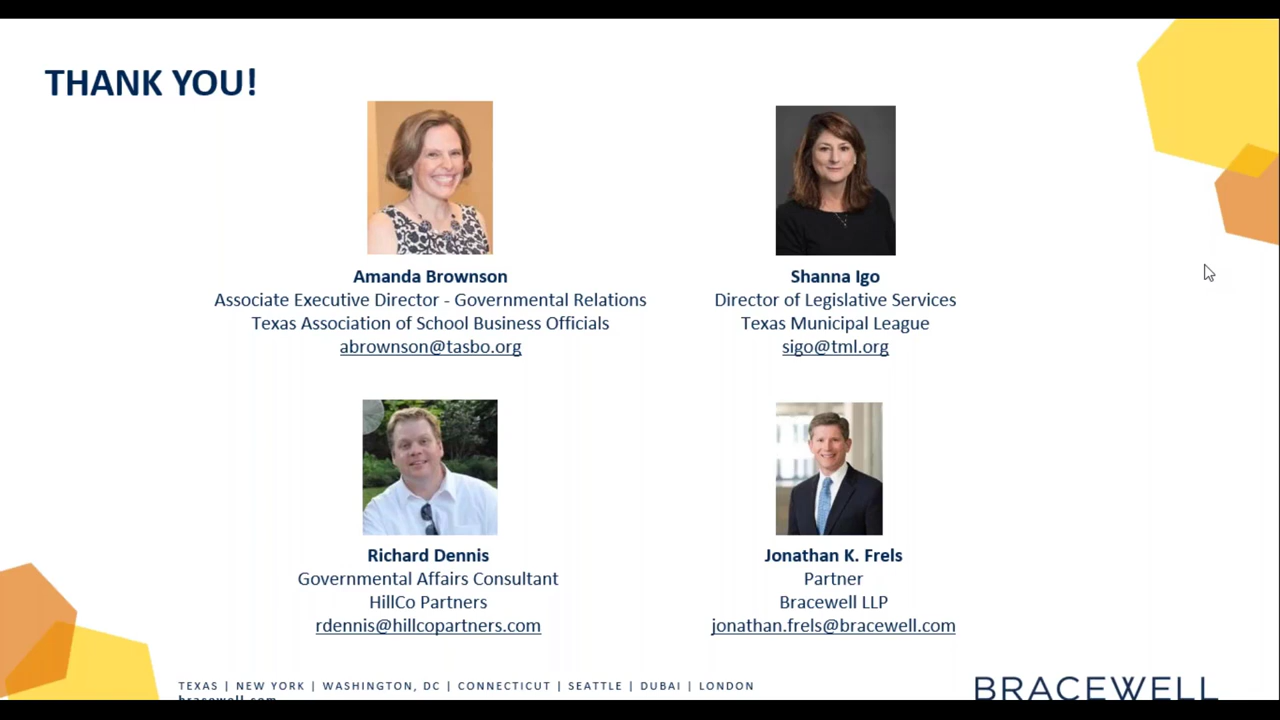 THANK YOU!
Amanda Brownson
Associate Executive Director - Governmental Relations
Texas Association of School Business Officials
abrownson@tasbo.org
Shanna Igo
Director of Legislative Services
Texas Municipal League
sigo@tml.org
Richard Dennis
Governmental Affairs Consultant
HillCo Partners
rdennis@hillcopartners.com
Jonathan K. Frels
Partner
Bracewell LLP
jonathan.frels@bracewell.com
TEXAS | NEW YORK | WASHINGTON, DC | CONNECTICUT | SEATTLE | DUBAI | LONDON
bracewell.com
BRACEWELL